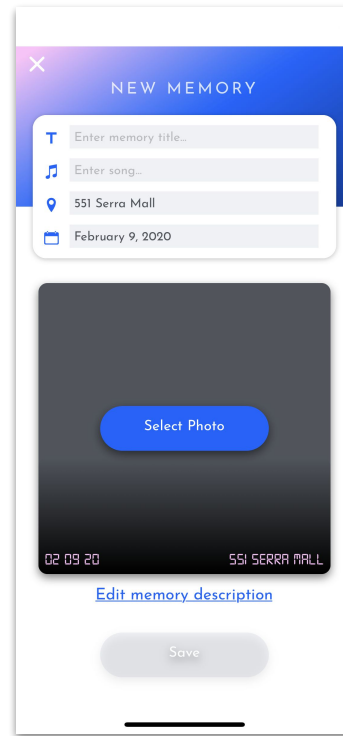 NEW MEMORY
Enter memory title...
Enter song...
551 Serra Mall
February 9, 2020
Select Photo
02 09 20
551 SERRA MALL
Edit memory description
Save